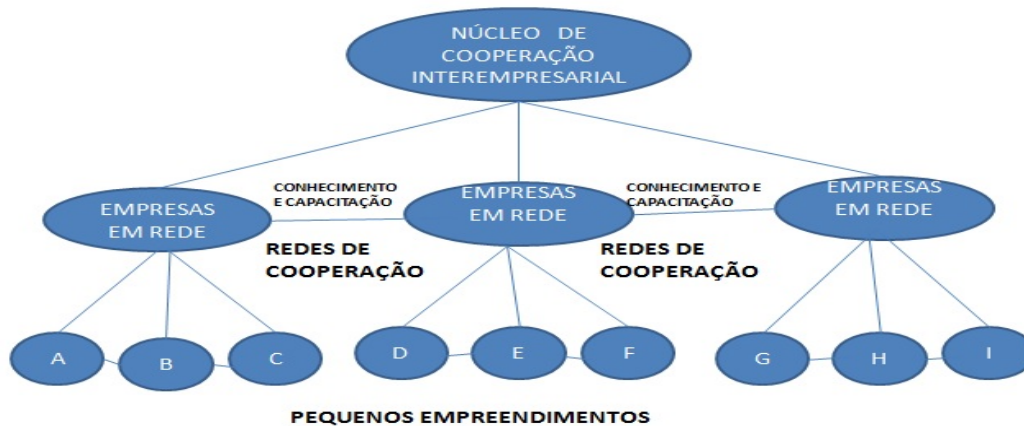 NÚCLEO DE
COOPERAÇÃO
INTEREMPRESARIAL
EMPRESAS
EM REDE
CONHECIMENTO
E CAPACITAÇÃO
EMPRESAS
EM REDE
CONHECIMENTO E
CAPACITAÇÃO
EMPRESAS
EM REDE
REDES DE
COOPERAÇÃO
REDES DE
COOPERAÇÃO
A
B
C
D
E
F
G
H
I
PEQUENOS EMPREENDIMENTOS